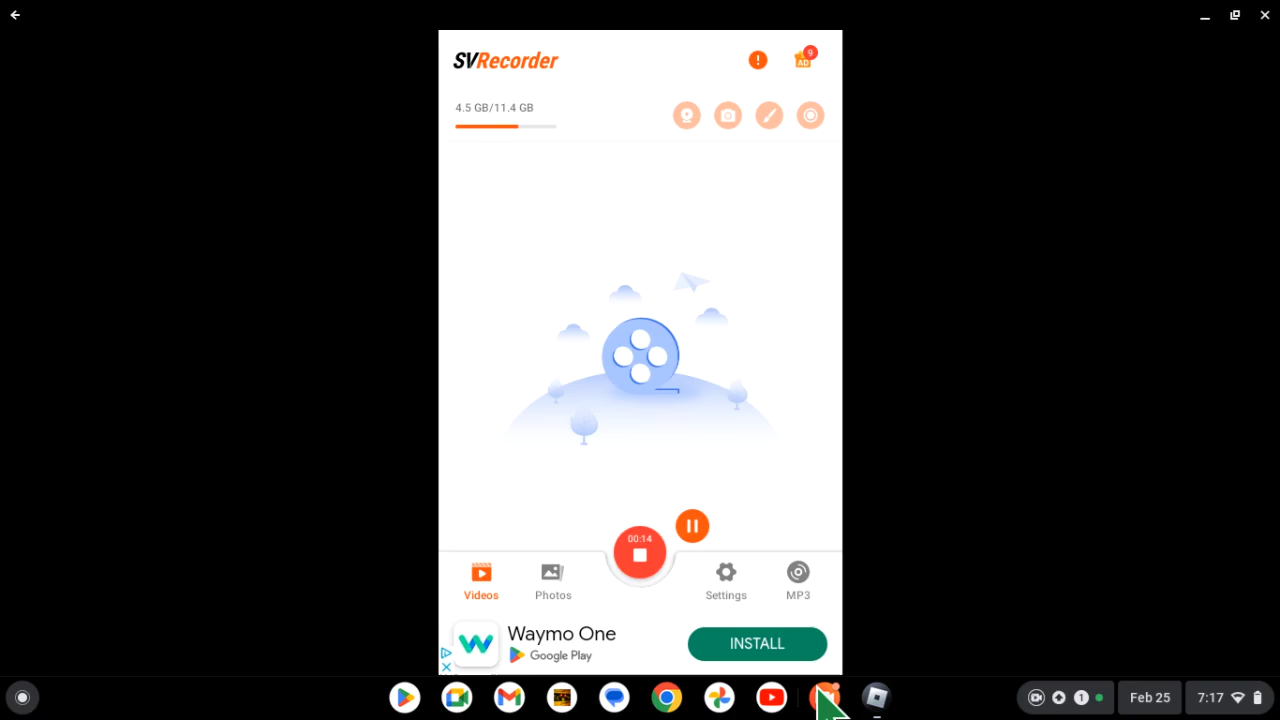 SVRecorder
9
AD
4.5 GB/11.4 GB
00:14
Videos
Photos
Settings
MP3
Waymo One
Google Play
INSTALL
1
Feb 25
7:17